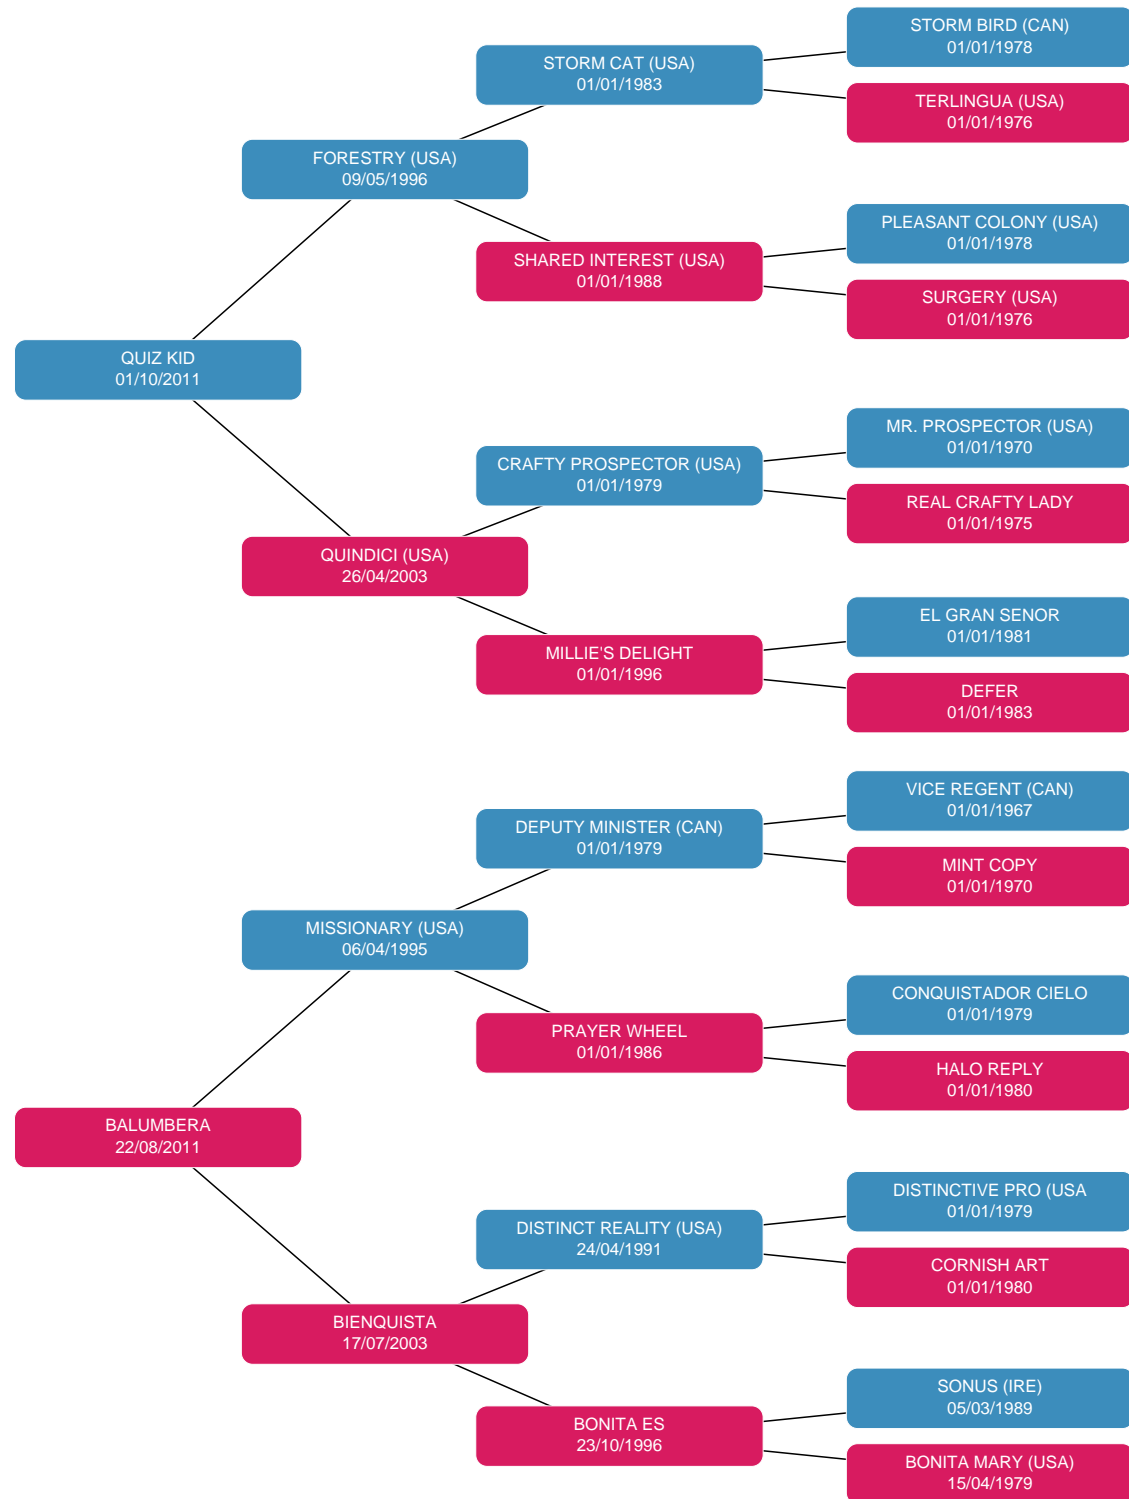 STORM BIRD (CAN)
01/01/1978
STORM CAT (USA)
01/01/1983
TERLINGUA (USA)
01/01/1976
FORESTRY (USA)
09/05/1996
PLEASANT COLONY (USA)
01/01/1978
SHARED INTEREST (USA)
01/01/1988
SURGERY (USA)
01/01/1976
QUIZ KID
01/10/2011
MR. PROSPECTOR (USA)
01/01/1970
CRAFTY PROSPECTOR (USA)
01/01/1979
REAL CRAFTY LADY
01/01/1975
QUINDICI (USA)
26/04/2003
EL GRAN SENOR
01/01/1981
MILLIE'S DELIGHT
01/01/1996
DEFER
01/01/1983
VICE REGENT (CAN)
01/01/1967
DEPUTY MINISTER (CAN)
01/01/1979
MINT COPY
01/01/1970
MISSIONARY (USA)
06/04/1995
CONQUISTADOR CIELO
01/01/1979
PRAYER WHEEL
01/01/1986
HALO REPLY
01/01/1980
BALUMBERA
22/08/2011
DISTINCTIVE PRO (USA
01/01/1979
DISTINCT REALITY (USA)
24/04/1991
CORNISH ART
01/01/1980
BIENQUISTA
17/07/2003
SONUS (IRE)
05/03/1989
BONITA ES
23/10/1996
BONITA MARY (USA)
15/04/1979